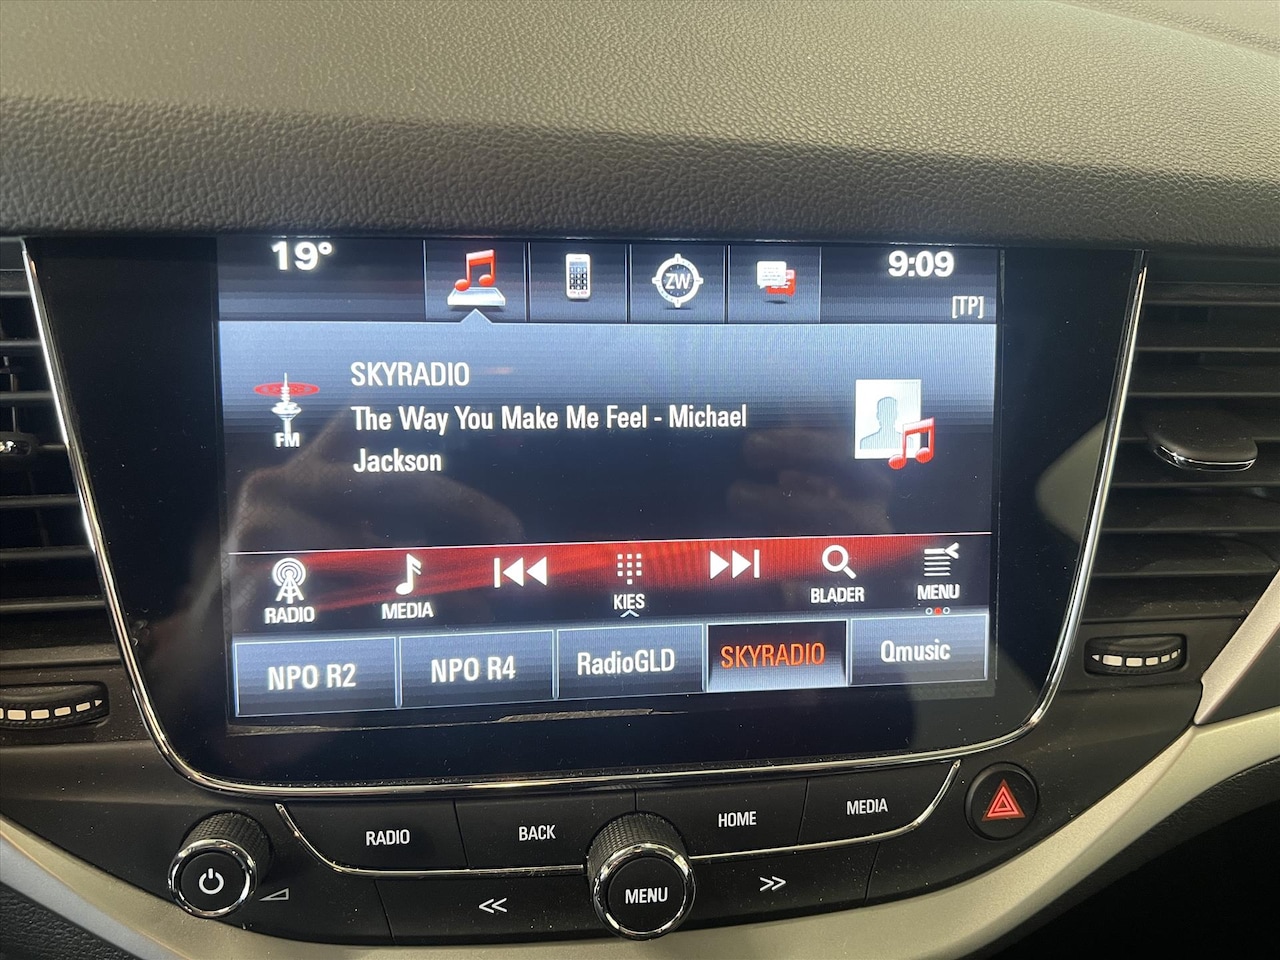 19°
ZW
9:09
[TP]
SKYRADIO
The Way You Make Me Feel - Michael
Jackson
FM
RADIO
MEDIA
KIES
BLADER
MENU
NPO R2
NPO R4
RadioGLD
SKYRADIO
Qmusic
RADIO
BACK
HOME
MEDIA
MENU